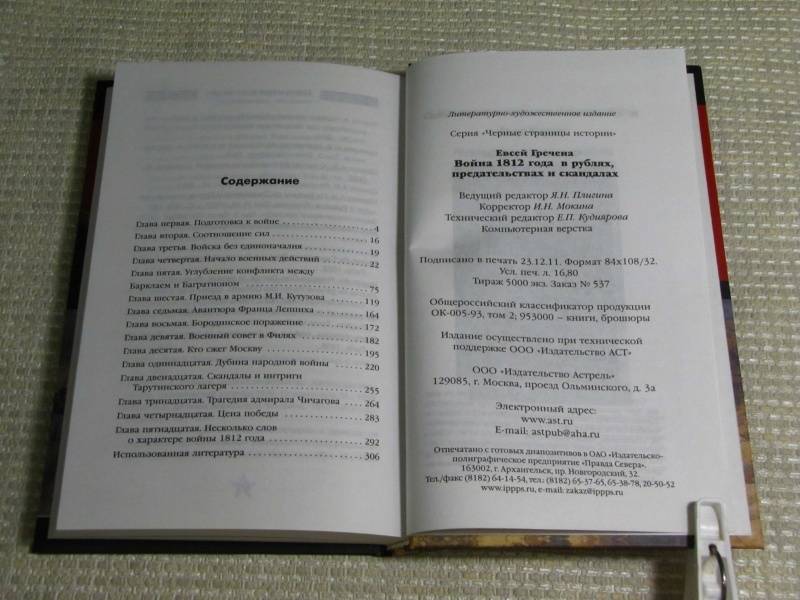 Содержание
Глава первая. Подготовка к войне 4
Глава вторая. Соотношение сил 16
Глава третья. Войска без единоначалия 19
Глава четвертая. Начало военных действий 22
Глава пятая. Углубление конфликта между
Барклаем и Багратионом 75
Глава шестая. Приезд в армию М.И. Кутузова 119
Глава седьмая. Авантюра Франца Леппиха 164
Глава восьмая. Бородинское поражение 172
Глава девятая. Военный совет в Филях 182
Глава десятая. Кто сжег Москву 195
Глава одиннадцатая. Дубина народной войны 220
Глава двенадцатая. Скандалы и интриги
Тарутинского лагеря 255
Глава тринадцатая. Трагедия адмирала Чичагова 264
Глава четырнадцатая. Цена победы 283
Глава пятнадцатая. Несколько слов
о характере войны 1812 года 292
Использованная литература 306
Литературно-художественное издание
Серия «Черные страницы истории»
Евсей Гречена
Война 1812 года в рублях,
предательствах и скандалах
Ведущий редактор Я.Н. Плигина
Корректор И.Н. Мокина
Технический редактор Е.П. Кудиярова
Компьютерная верстка
Подписано в печать 23.12.11. Формат 84х108/32.
Усл. печ. л. 16,80
Тираж 5000 экз. Заказ № 537
Общероссийский классификатор продукции
ОК-005-93, том 2; 953000 – книги, брошюры
Издание осуществлено при технической
поддержке ООО «Издательство АСТ»
ООО «Издательство Астрель»
129085, г. Москва, проезд Ольминского, д. 3а
Электронный адрес:
www.ast.ru
E-mail: astpub@aha.ru
Отпечатано с готовых диапозитивов в ОАО «Издательско-
полиграфическое предприятие «Правда Севера».
163002, г. Архангельск, пр. Новгородский, 32.
Тел./факс (8182) 64-14-54, тел.: (8182) 65-37-65, 65-38-78, 20-50-52
www.ippps.ru, e-mail: zakaz@ippps.ru